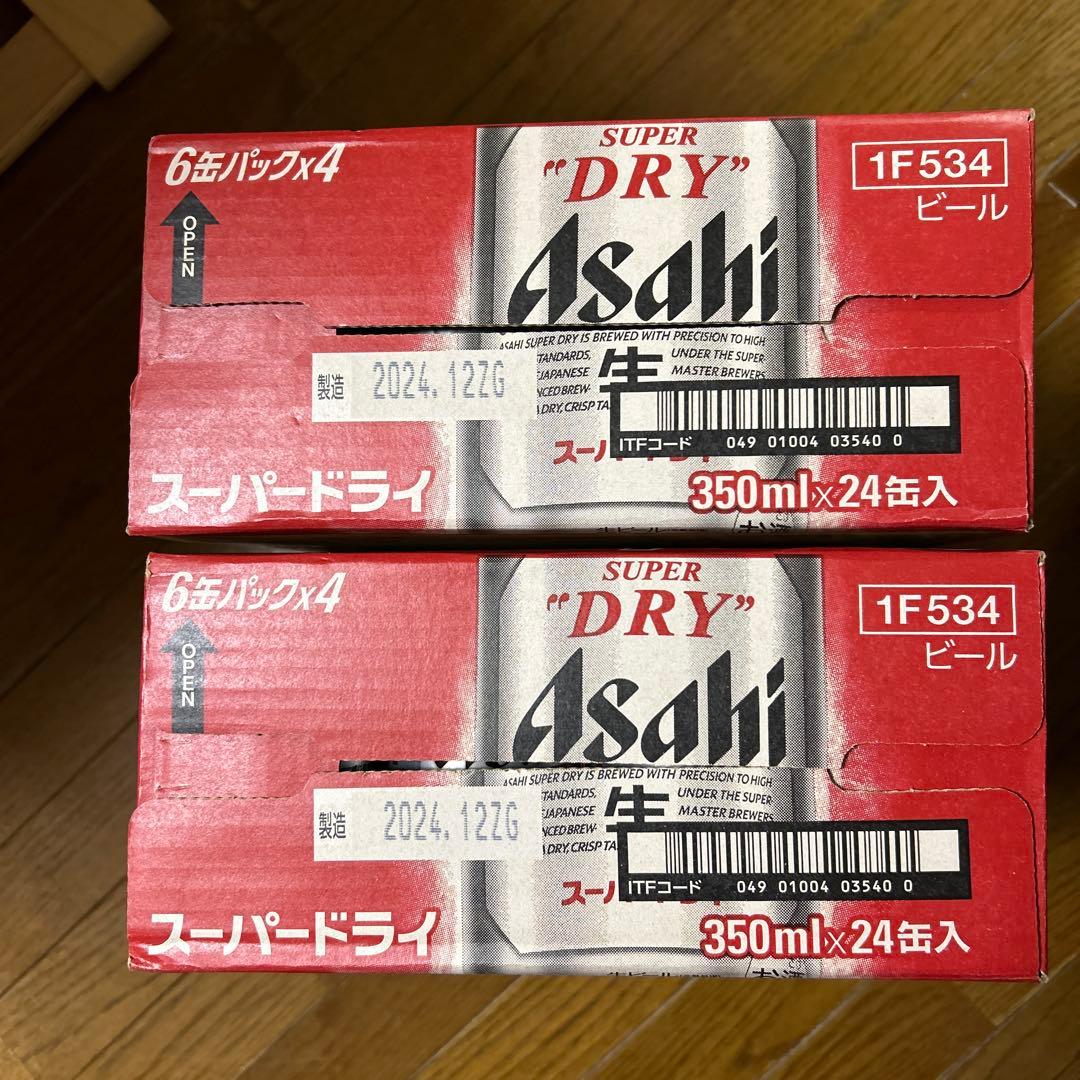 6缶パックx4
OPEN
SUPER
"DRY"
Asahi
1F534
ビール
ASAHI SUPER DRY IS BREWED WITH PRECISION TO HIGH
STANDARDS, UNDER THE SUPER
JAPANESE 生 MASTER BREWERS
製造 2024.12ZG
DRY, CRISP
ITFコード 049 01004 03540 0
スーパードライ
350ml×24缶入
6缶パックx4
OPEN
SUPER
"DRY"
Asahi
1F534
ビール
ASAHI SUPER DRY IS BREWED WITH PRECISION TO HIGH
STANDARDS, UNDER THE SUPER
JAPANESE 生 MASTER BREWERS
製造 2024.12ZG
DRY, CRISP
ITFコード 049 01004 03540 0
スーパードライ
350ml×24缶入